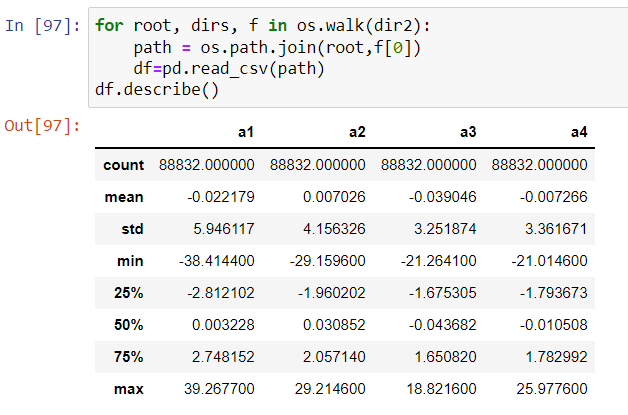 In [97]: for root, dirs, f in os.walk(dir2):
    path = os.path.join(root,f[0])
    df=pd.read_csv(path)
df.describe()
Out[97]:
a1 a2 a3 a4
count 88832.000000 88832.000000 88832.000000 88832.000000
mean -0.022179 0.007026 -0.039046 -0.007266
std 5.946117 4.156326 3.251874 3.361671
min -38.414400 -29.159600 -21.264100 -21.014600
25% -2.812102 -1.960202 -1.675305 -1.793673
50% 0.003228 0.030852 -0.043682 -0.010508
75% 2.748152 2.057140 1.650820 1.782992
max 39.267700 29.214600 18.821600 25.977600